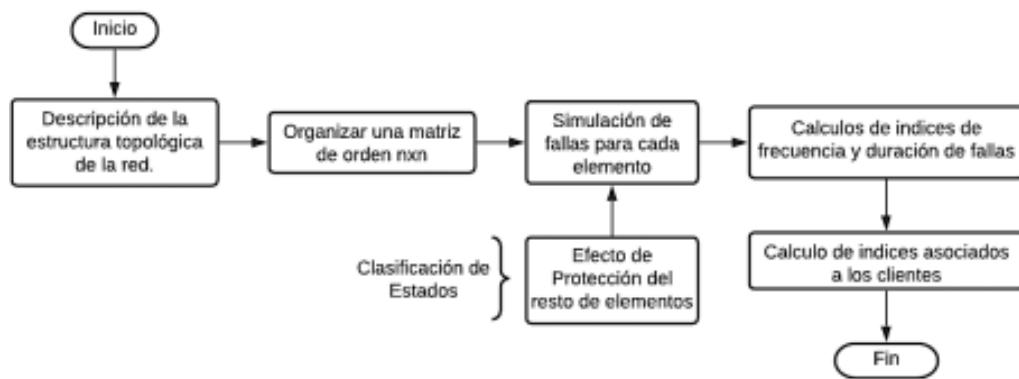 Inicio
Descripción de la
estructura topológica
de la red.
Organizar una matriz
de orden nxn
Simulación de
fallas para cada
elemento
Calculos de indices de
frecuencia y duración de fallas
Clasificación de
Estados
Efecto de
Protección del
resto de elementos
Calculo de indices asociados
a los clientes
Fin